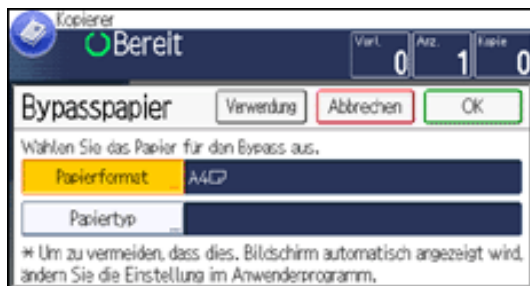 Kopierer
Bereit
Vorl. Anz. Kopie
0 1 0
Bypasspapier Verwendung Abbrechen OK
Wählen Sie das Papier für den Bypass aus.
Papierformat A4
Papiertyp
* Um zu vermeiden, dass dies. Bildschirm automatisch angezeigt wird,
ändern Sie die Einstellung im Anwenderprogramm.